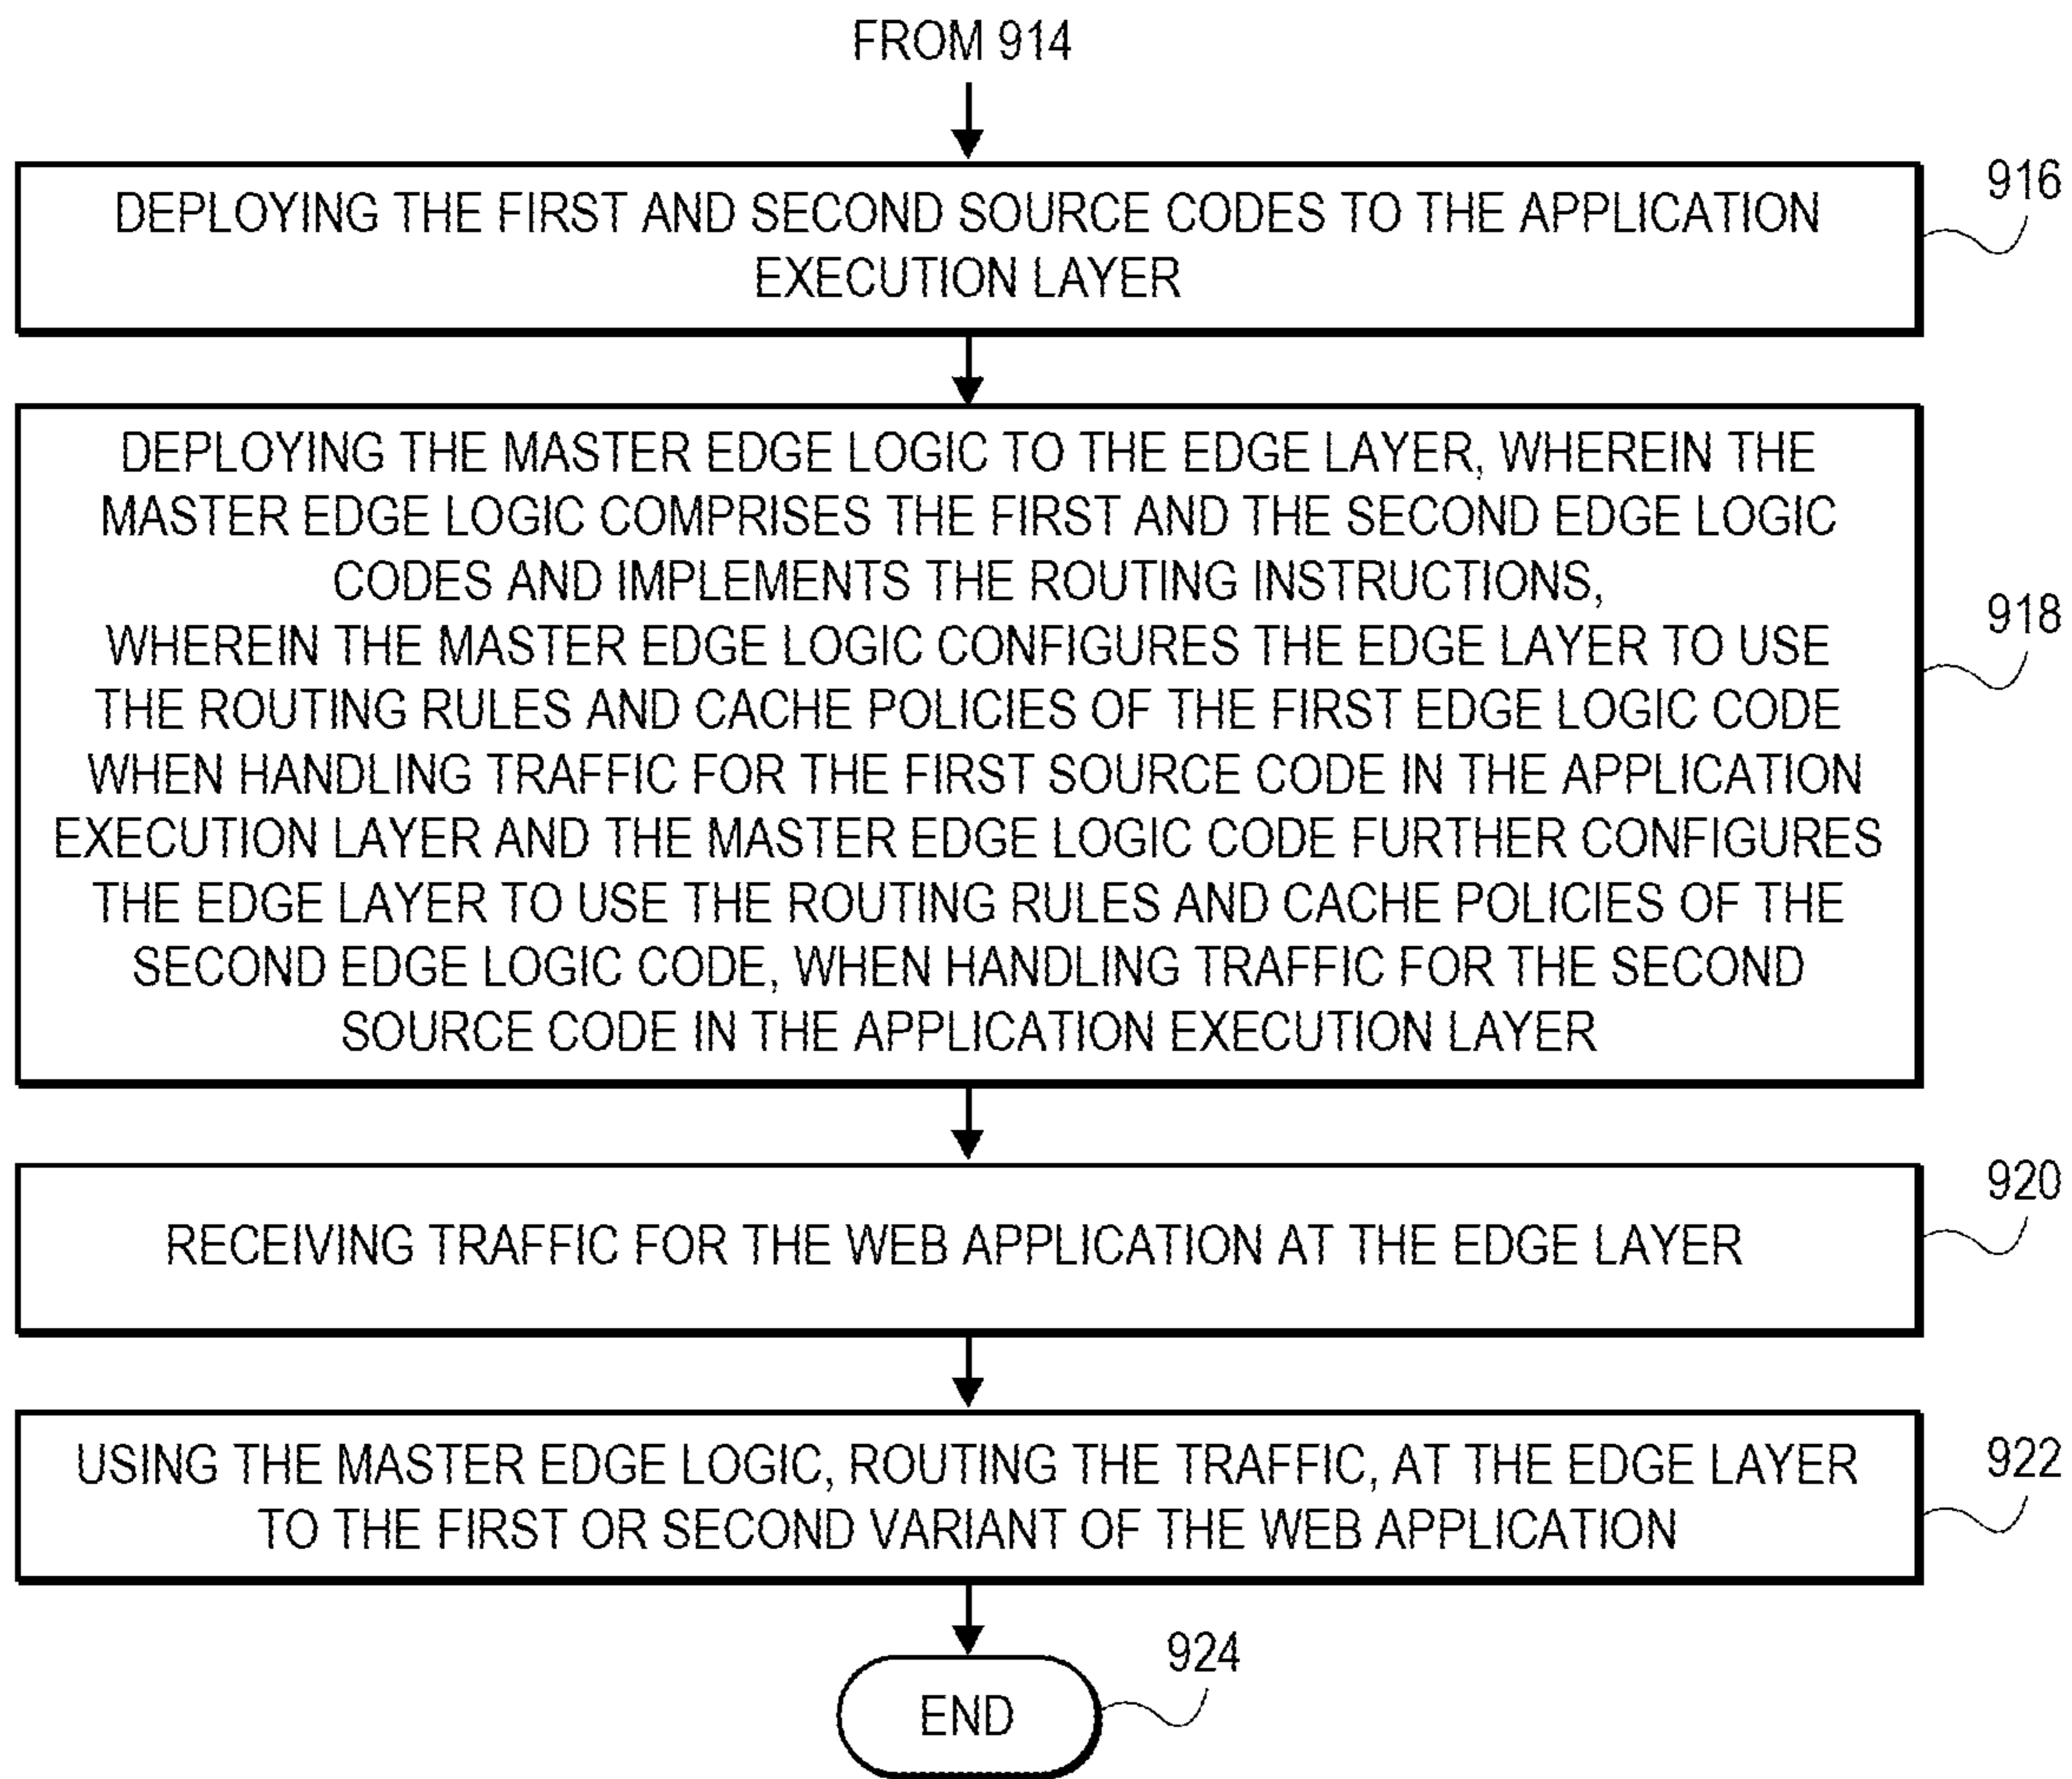 FROM 914
DEPLOYING THE FIRST AND SECOND SOURCE CODES TO THE APPLICATION
EXECUTION LAYER
916
DEPLOYING THE MASTER EDGE LOGIC TO THE EDGE LAYER, WHEREIN THE
MASTER EDGE LOGIC COMPRISES THE FIRST AND THE SECOND EDGE LOGIC
CODES AND IMPLEMENTS THE ROUTING INSTRUCTIONS,
WHEREIN THE MASTER EDGE LOGIC CONFIGURES THE EDGE LAYER TO USE
THE ROUTING RULES AND CACHE POLICIES OF THE FIRST EDGE LOGIC CODE
WHEN HANDLING TRAFFIC FOR THE FIRST SOURCE CODE IN THE APPLICATION
EXECUTION LAYER AND THE MASTER EDGE LOGIC CODE FURTHER CONFIGURES
THE EDGE LAYER TO USE THE ROUTING RULES AND CACHE POLICIES OF THE
SECOND EDGE LOGIC CODE, WHEN HANDLING TRAFFIC FOR THE SECOND
SOURCE CODE IN THE APPLICATION EXECUTION LAYER
918
RECEIVING TRAFFIC FOR THE WEB APPLICATION AT THE EDGE LAYER
920
USING THE MASTER EDGE LOGIC, ROUTING THE TRAFFIC, AT THE EDGE LAYER
TO THE FIRST OR SECOND VARIANT OF THE WEB APPLICATION
922
END
924